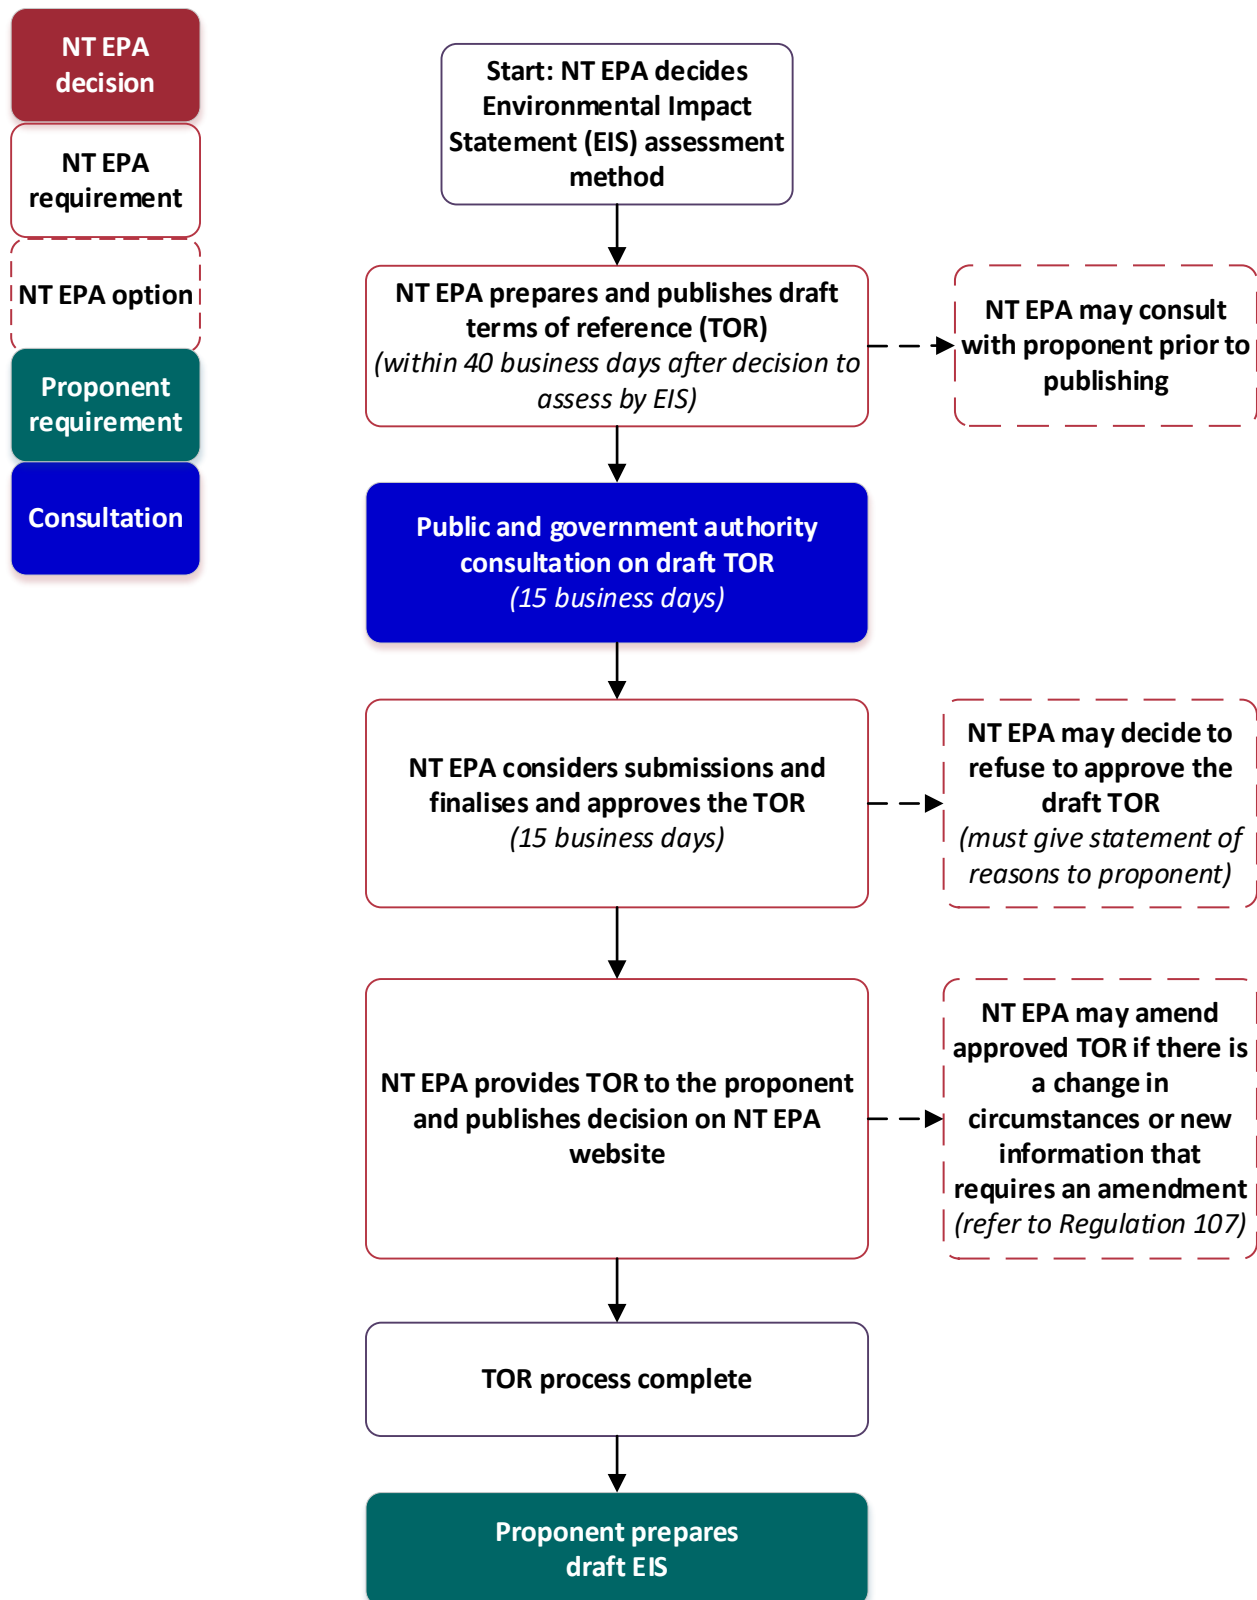 NT EPA
decision
NT EPA
requirement
NT EPA option
Proponent
requirement
Consultation
Start: NT EPA decides
Environmental Impact
Statement (EIS) assessment
method
NT EPA prepares and publishes draft
terms of reference (TOR)
(within 40 business days after decision to
assess by EIS)
NT EPA may consult
with proponent prior to
publishing
Public and government authority
consultation on draft TOR
(15 business days)
NT EPA considers submissions and
finalises and approves the TOR
(15 business days)
NT EPA may decide to
refuse to approve the
draft TOR
(must give statement of
reasons to proponent)
NT EPA provides TOR to the proponent
and publishes decision on NT EPA
website
NT EPA may amend
approved TOR if there is
a change in
circumstances or new
information that
requires an amendment
(refer to Regulation 107)
TOR process complete
Proponent prepares
draft EIS